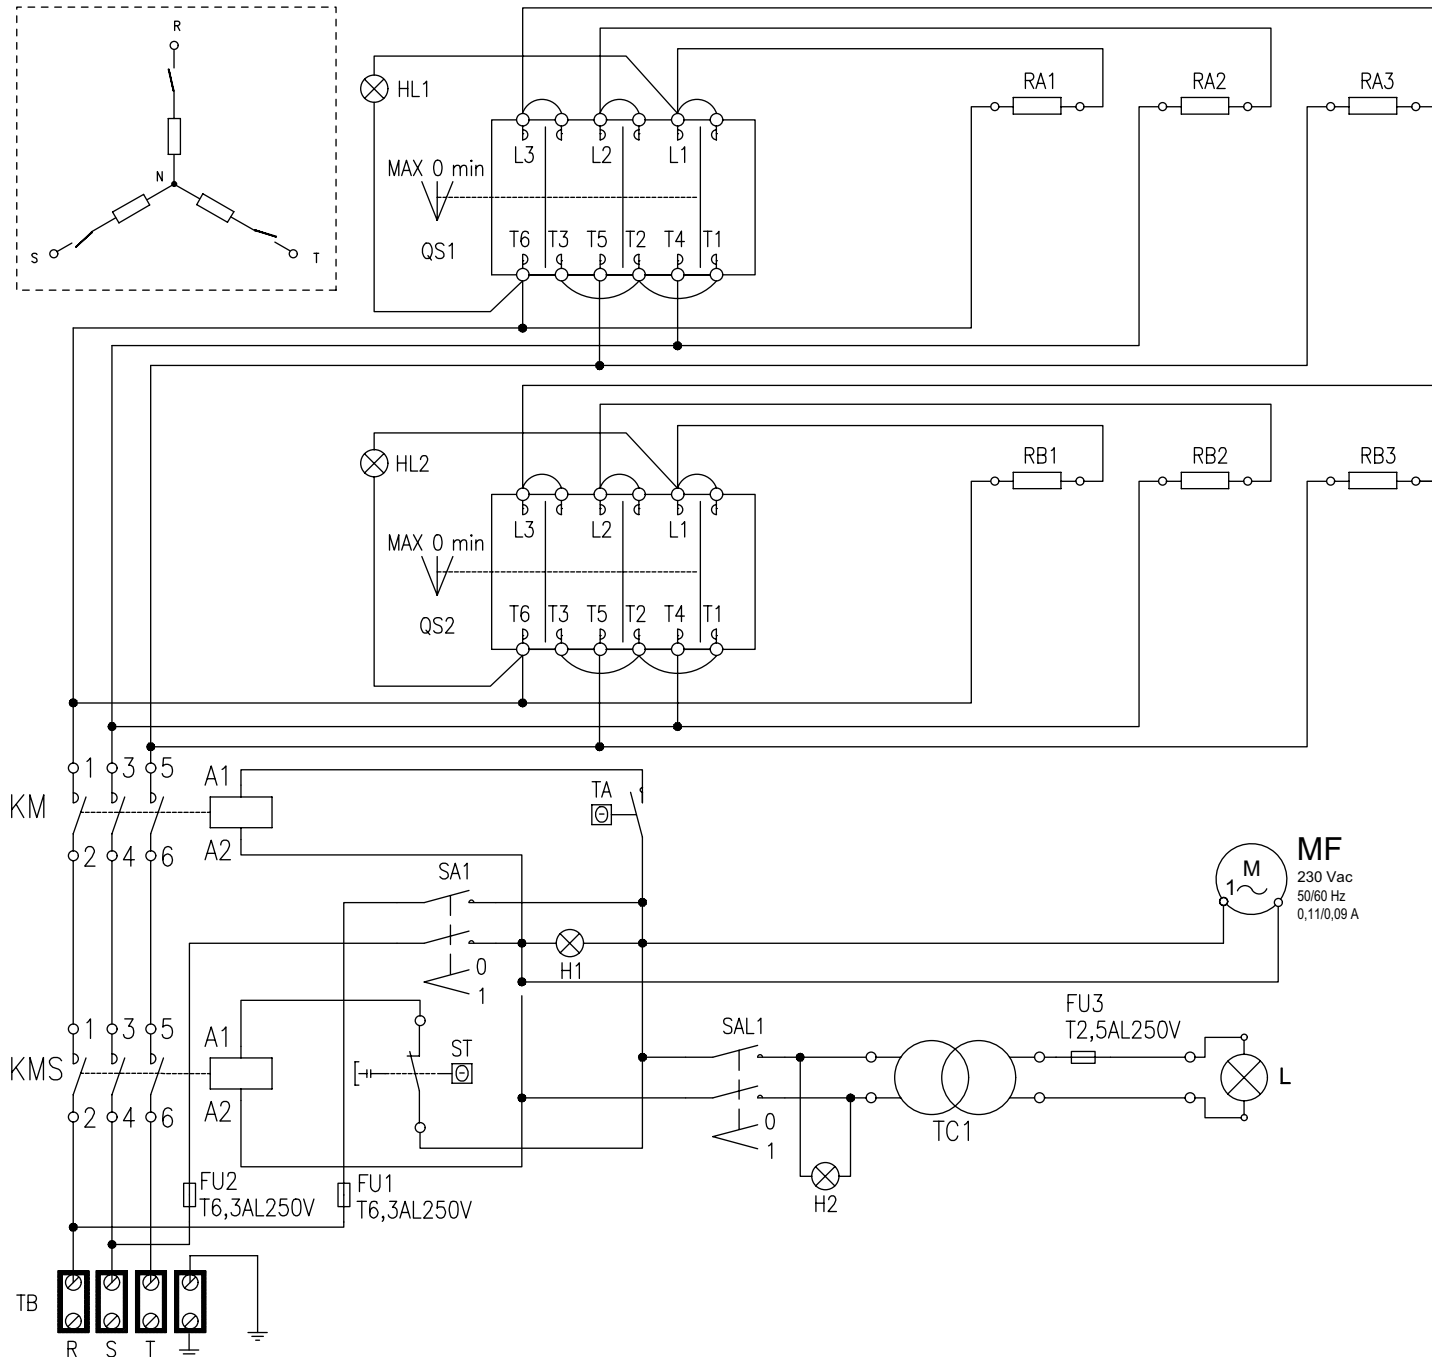 R
N
S
T
HL1
L3
L2
L1
MAX 0 min
QS1
T6
T3
T5
T2
T4
T1
RA1
RA2
RA3
HL2
L3
L2
L1
MAX 0 min
QS2
T6
T3
T5
T2
T4
T1
RB1
RB2
RB3
1
3
5
KM
2
4
6
A1
A2
TA
SA1
0
1
H1
M
1
MF
230 Vac
50/60 Hz
0,11/0,09 A
1
3
5
KMS
2
4
6
A1
A2
ST
SAL1
0
1
H2
TC1
FU3
T2,5AL250V
L
FU2
T6,3AL250V
FU1
T6,3AL250V
TB
R
S
T